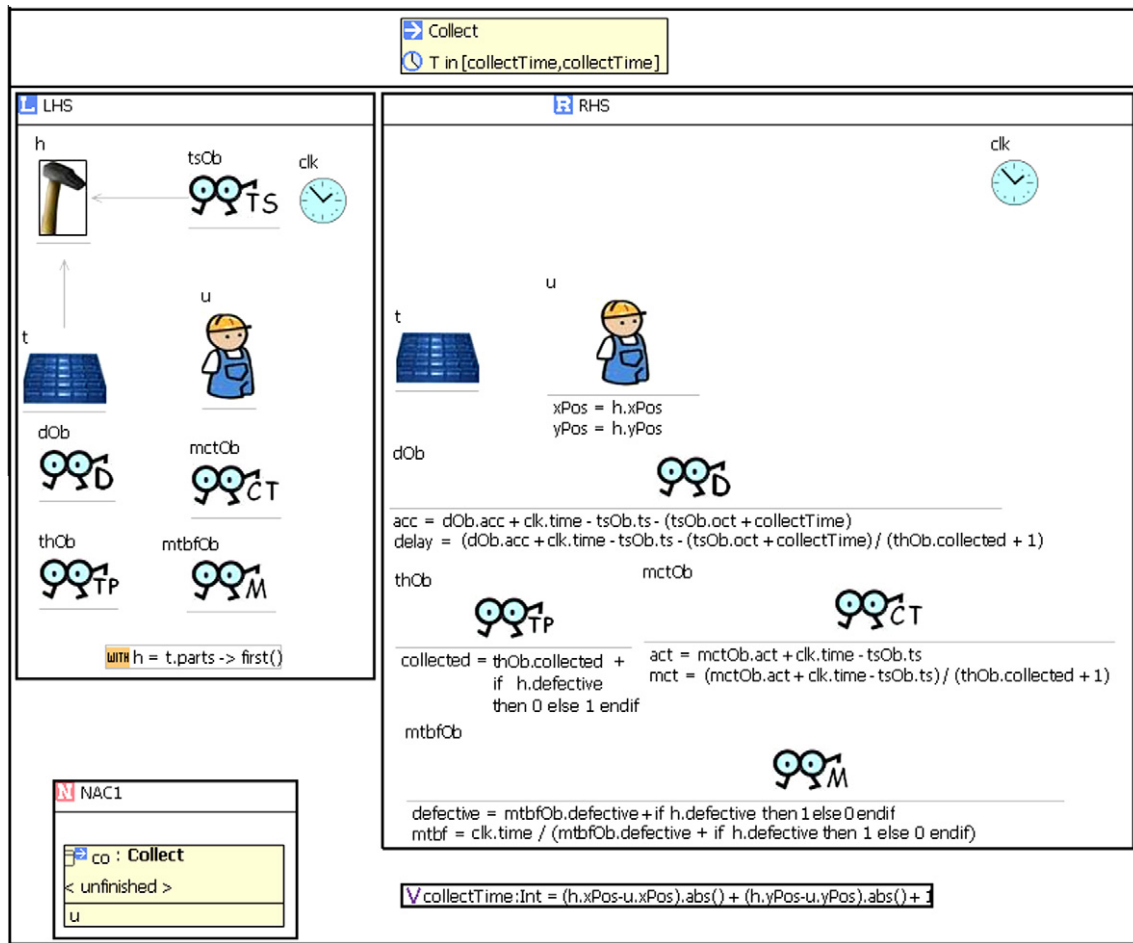 Collect
T in [collectTime,collectTime]
L LHS
R RHS
h
tsOb
clk
TS
clk
u
u
t
t
xPos = h.xPos
yPos = h.yPos
dOb
mctOb
D
CT
dOb
D
acc = dOb.acc + clk.time - tsOb.ts - (tsOb.oct + collectTime)
delay = (dOb.acc + clk.time - tsOb.ts - (tsOb.oct + collectTime) / (thOb.collected + 1)
thOb
mtbfOb
TP
M
thOb
mctOb
TP
CT
WITH h = t.parts -> first()
collected = thOb.collected +
if h.defective
then 0 else 1 endif
act = mctOb.act + clk.time - tsOb.ts
mct = (mctOb.act + clk.time - tsOb.ts) / (thOb.collected + 1)
mtbfOb
M
defective = mtbfOb.defective + if h.defective then 1 else 0 endif
mtbf = clk.time / (mtbfOb.defective + if h.defective then 1 else 0 endif)
N NAC1
co : Collect
< unfinished >
u
V collectTime:Int = (h.xPos-u.xPos).abs() + (h.yPos-u.yPos).abs() + 1